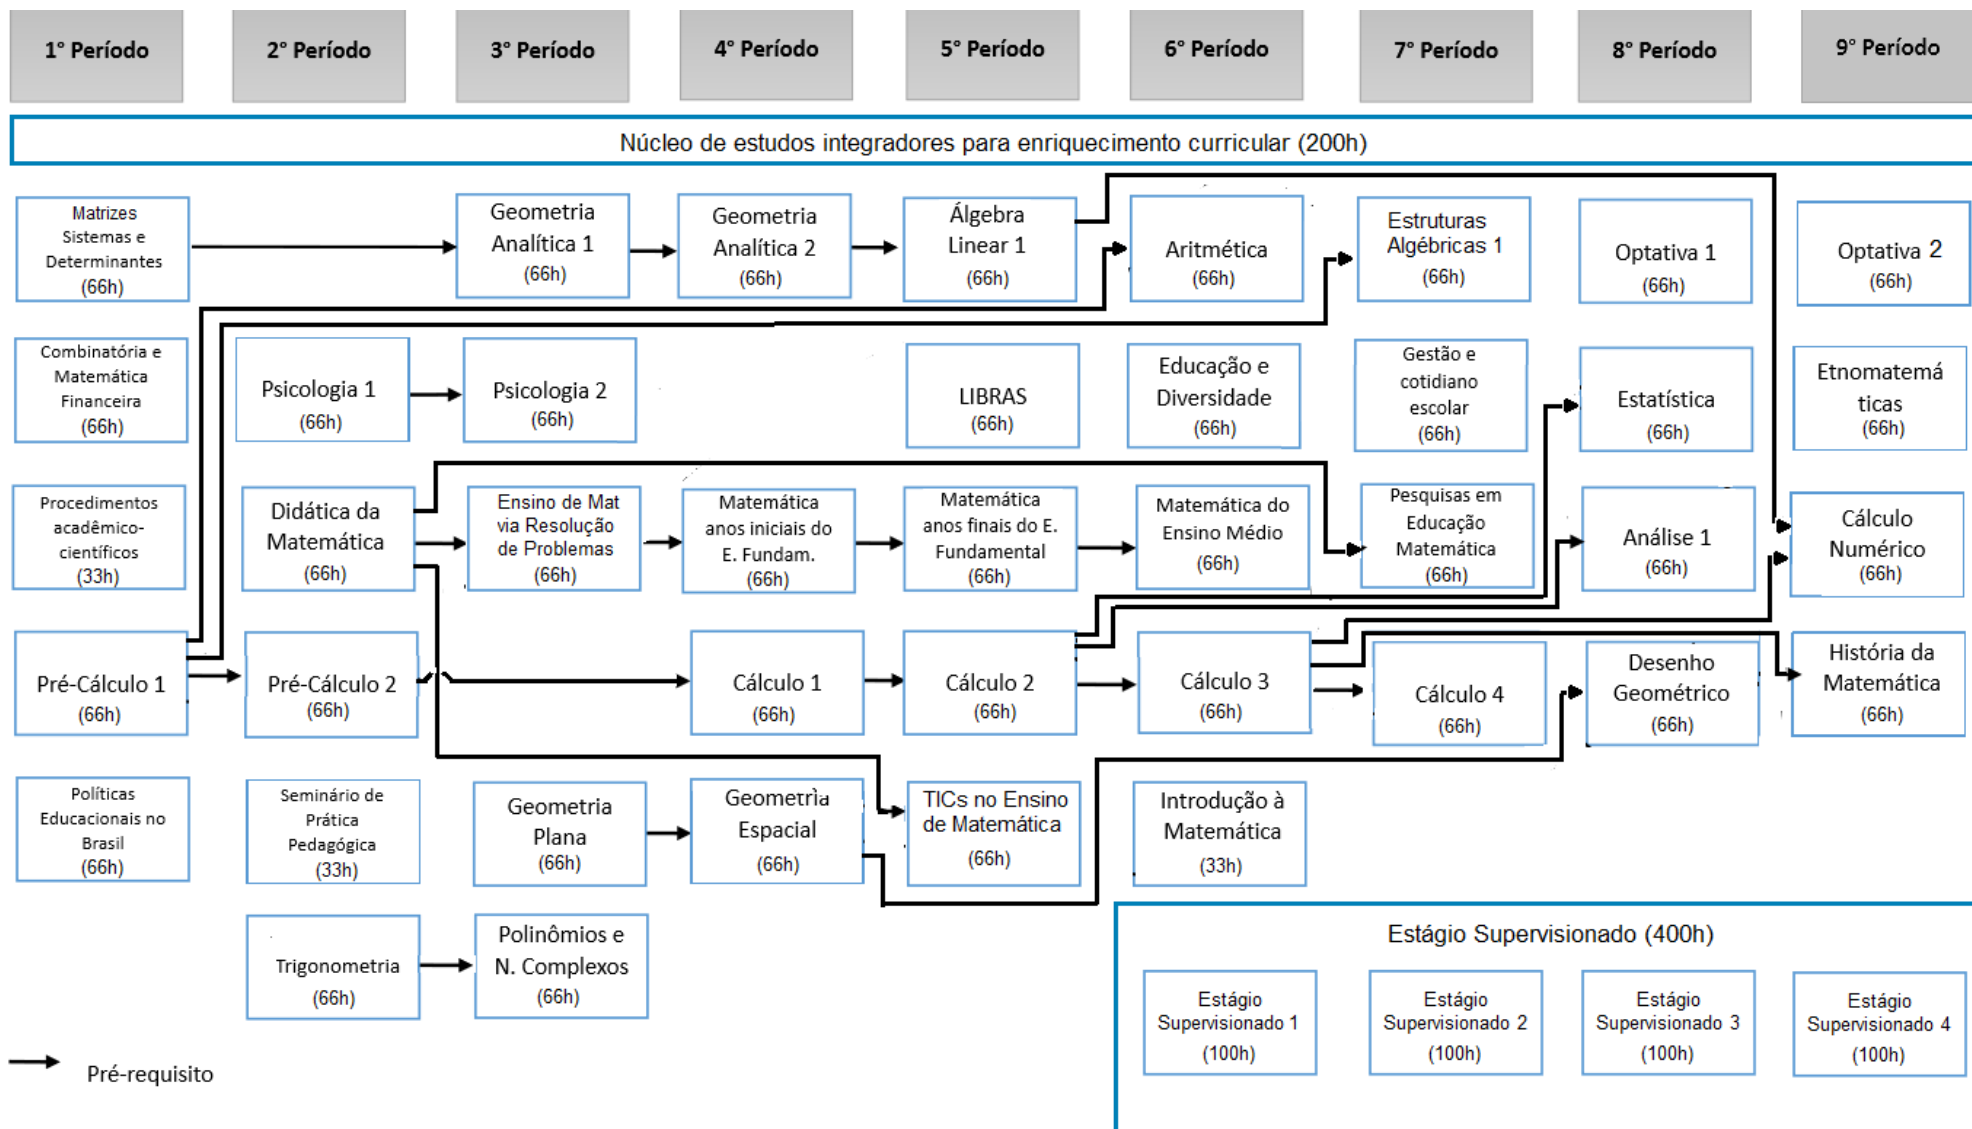 1° Período
2° Período
3° Período
4° Período
5° Período
6° Período
7° Período
8° Período
9° Período
Núcleo de estudos integradores para enriquecimento curricular (200h)
Matrizes
Sistemas e
Determinantes
(66h)
Geometria
Analítica 1
(66h)
Geometria
Analítica 2
(66h)
Álgebra
Linear 1
(66h)
Aritmética
(66h)
Estruturas
Algébricas 1
(66h)
Optativa 1
(66h)
Optativa 2
(66h)
Combinatória e
Matemática
Financeira
(66h)
Psicologia 1
(66h)
Psicologia 2
(66h)
LIBRAS
(66h)
Educação e
Diversidade
(66h)
Gestão e
cotidiano
escolar
(66h)
Estatística
(66h)
Etnomatemá
ticas
(66h)
Procedimentos
acadêmico-
científicos
(33h)
Didática da
Matemática
(66h)
Ensino de Mat
via Resolução
de Problemas
(66h)
Matemática
anos iniciais do
E. Fundam.
(66h)
Matemática
anos finais do E.
Fundamental
(66h)
Matemática do
Ensino Médio
(66h)
Pesquisas em
Educação
Matemática
(66h)
Análise 1
(66h)
Cálculo
Numérico
(66h)
Pré-Cálculo 1
(66h)
Pré-Cálculo 2
(66h)
Cálculo 1
(66h)
Cálculo 2
(66h)
Cálculo 3
(66h)
Cálculo 4
(66h)
Desenho
Geométrico
(66h)
História da
Matemática
(66h)
Políticas
Educacionais no
Brasil
(66h)
Seminário de
Prática
Pedagógica
(33h)
Geometria
Plana
(66h)
Geometria
Espacial
(66h)
TICs no Ensino
de Matemática
(66h)
Introdução à
Matemática
(33h)
Trigonometria
(66h)
Polinômios e
N. Complexos
(66h)
Estágio Supervisionado (400h)
Estágio
Supervisionado 1
(100h)
Estágio
Supervisionado 2
(100h)
Estágio
Supervisionado 3
(100h)
Estágio
Supervisionado 4
(100h)
Pré-requisito